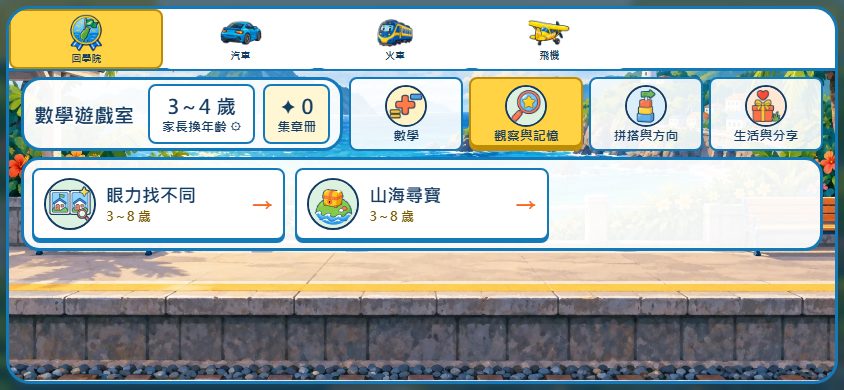 回學院
汽車
火車
飛機
數學遊戲室
3~4 歲
家長換年齡
✦ 0
集章冊
數學
觀察與記憶
拼搭與方向
生活與分享
眼力找不同
3~8 歲
→
山海尋寶
3~8 歲
→